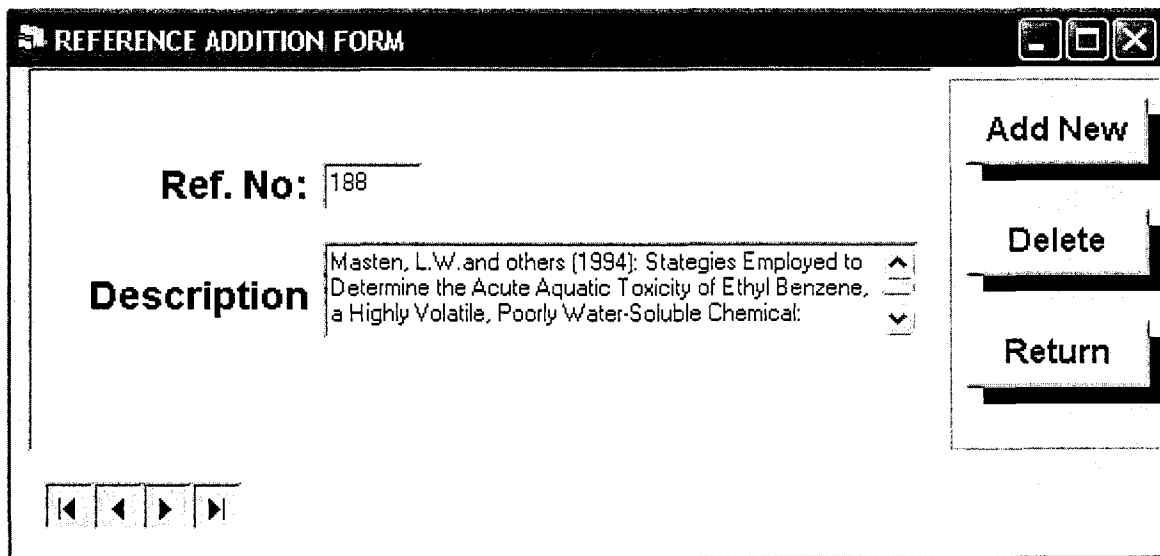 REFERENCE ADDITION FORM
Add New
Ref. No: 188
Delete
Description
Masten, L.W.and others (1994): Stategies Employed to
Determine the Acute Aquatic Toxicity of Ethyl Benzene,
a Highly Volatile, Poorly Water-Soluble Chemical:
Return